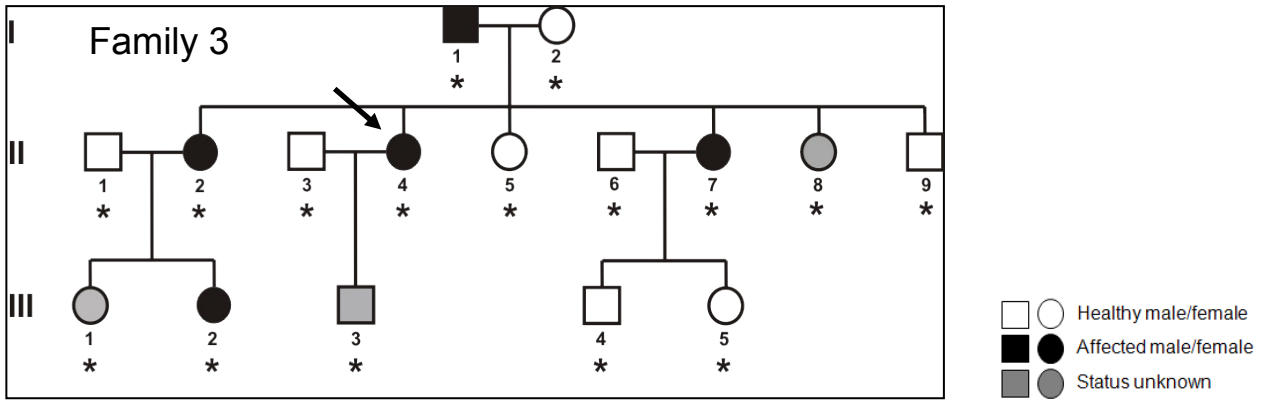 Family 3
I
1 2
* *
II
1 2 3 4 5 6 7 8 9
* * * * * * * * *
III
1 2 3 4 5
* * * * *
Healthy male/female
Affected male/female
Status unknown